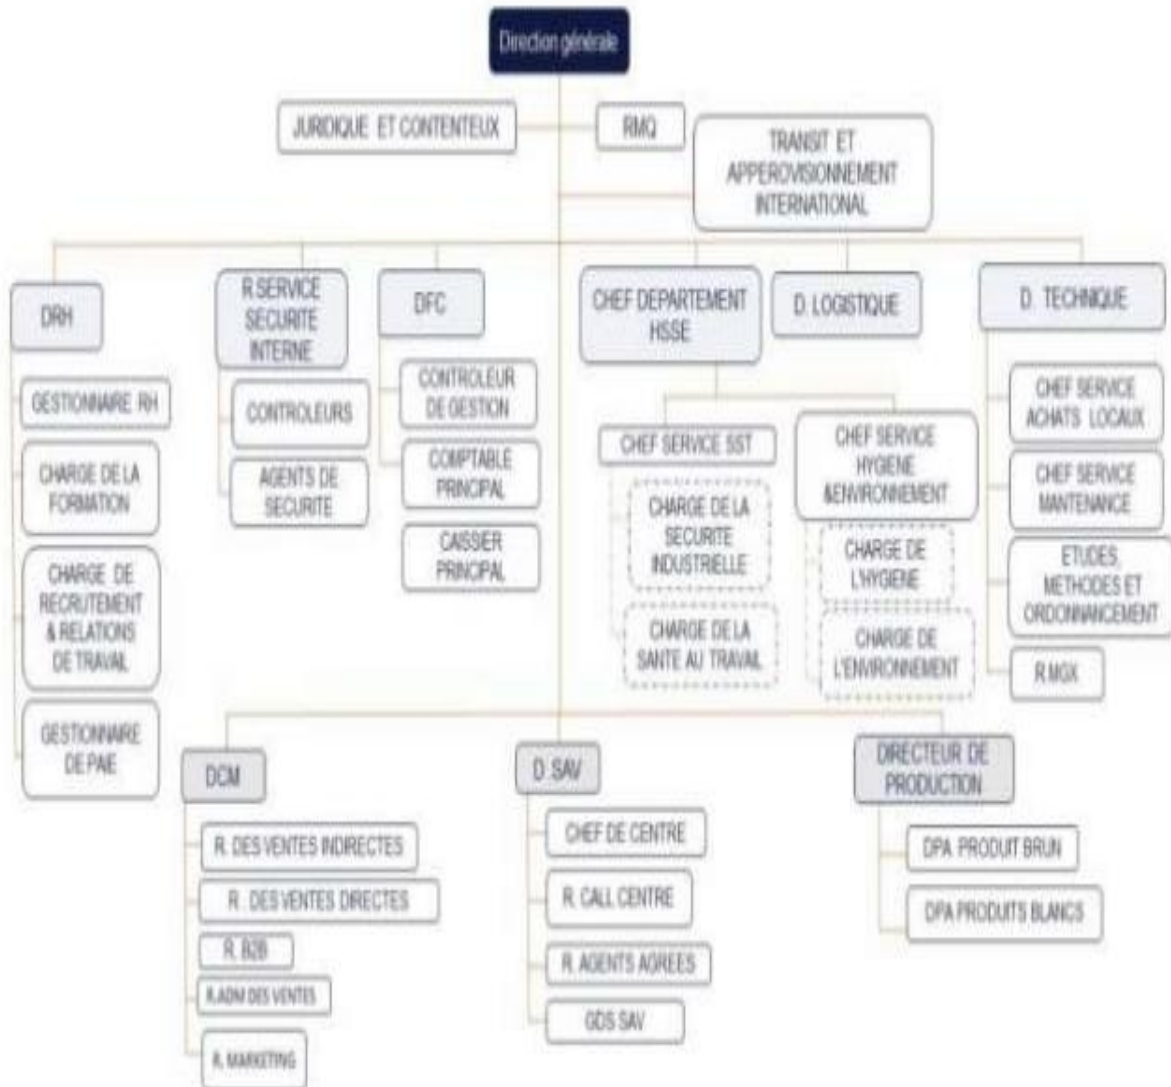 Direction générale
JURIDIQUE ET CONTENTEUX
RMQ
TRANSIT ET
APPEROVISIONNEMENT
INTERNATIONAL
DRH
R.SERVICE
SECURITE
INTERNE
DFC
CHEF DEPARTEMENT
HSSE
D. LOGISTIQUE
D. TECHNIQUE
GESTIONNAIRE RH
CHARGE DE LA
FORMATION
CHARGE DE
RECRUTEMENT
& RELATIONS
DE TRAVAIL
GESTIONNAIRE
DE PAIE
CONTROLEURS
AGENTS DE
SECURITE
CONTROLEUR
DE GESTION
COMPTABLE
PRINCIPAL
CAISSIER
PRINCIPAL
CHEF SERVICE SST
CHARGE DE LA
SECURITE
INDUSTRIELLE
CHARGE DE LA
SANTE AU TRAVAIL
CHEF SERVICE
HYGIENE
&ENVIRONNEMENT
CHARGE DE
L'HYGIENE
CHARGE DE
L'ENVIRONNEMENT
CHEF SERVICE
ACHATS LOCAUX
CHEF SERVICE
MANTENANCE
ETUDES,
METHODES ET
ORDONNANCEMENT
R.MGX
DCM
R. DES VENTES INDIRECTES
R. DES VENTES DIRECTES
R. B2B
R.ADM DES VENTES
R. MARKETING
D .SAV
CHEF DE CENTRE
R. CALL CENTRE
R. AGENTS AGREES
GDS SAV
DIRECTEUR DE
PRODUCTION
DPA PRODUIT BRUN
DPA PRODUITS BLANCS